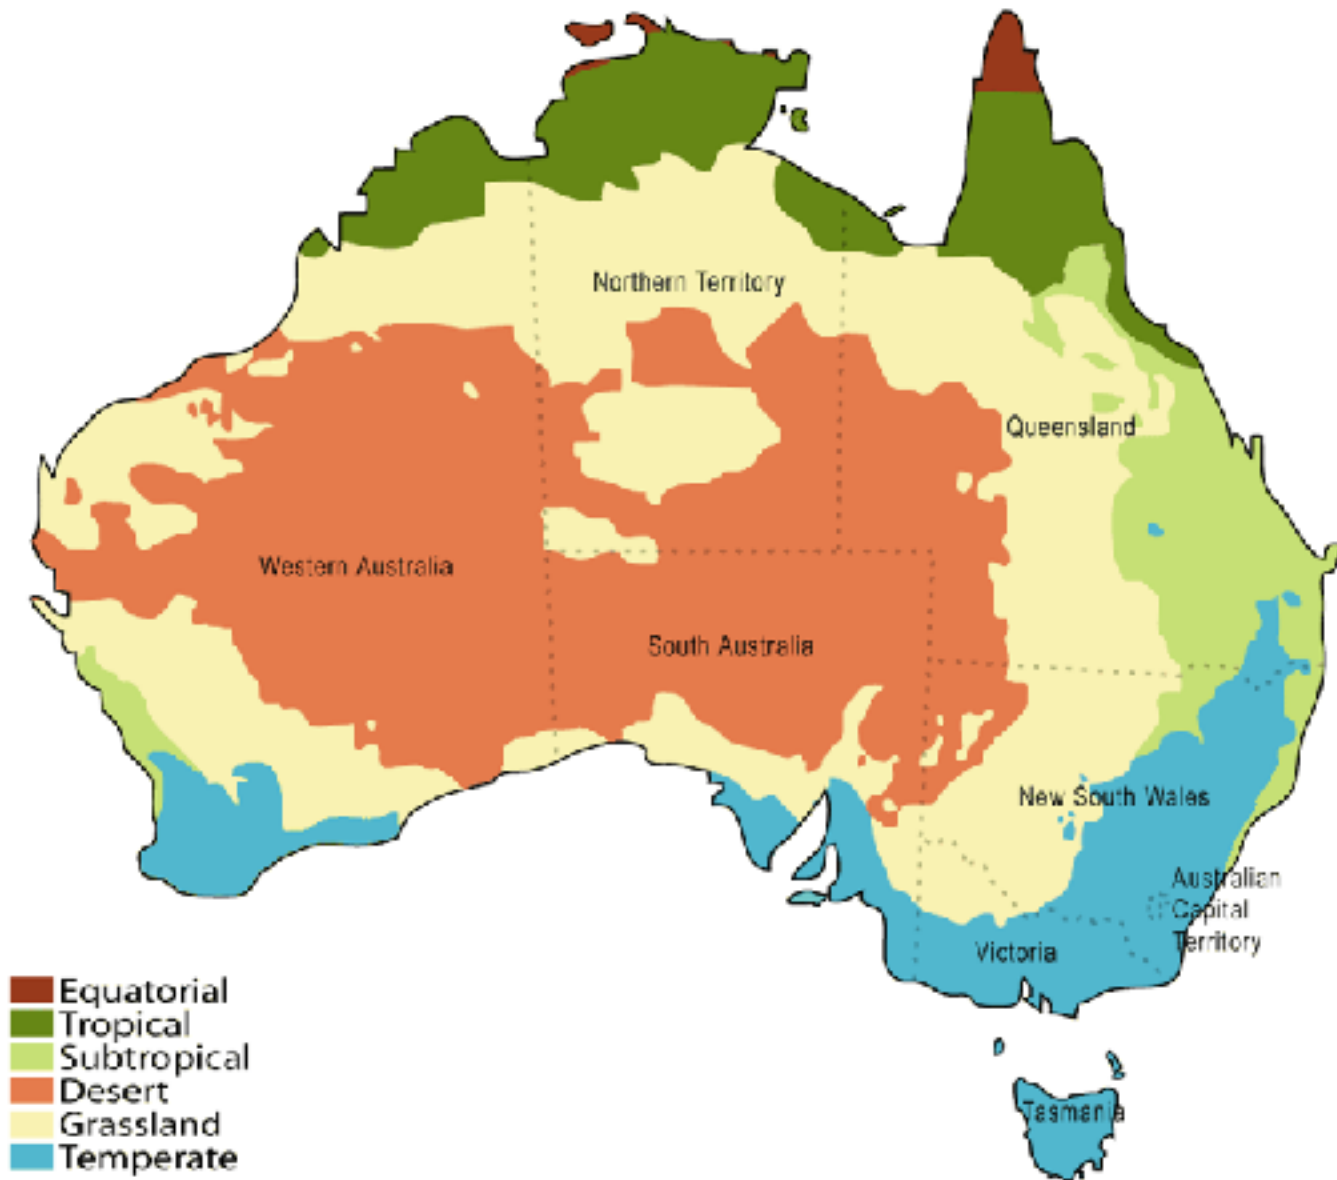 Northern Territory
Queensland
Western Australia
South Australia
New South Wales
Australian
Capital
Territory
Victoria
Tasmania
Equatorial
Tropical
Subtropical
Desert
Grassland
Temperate